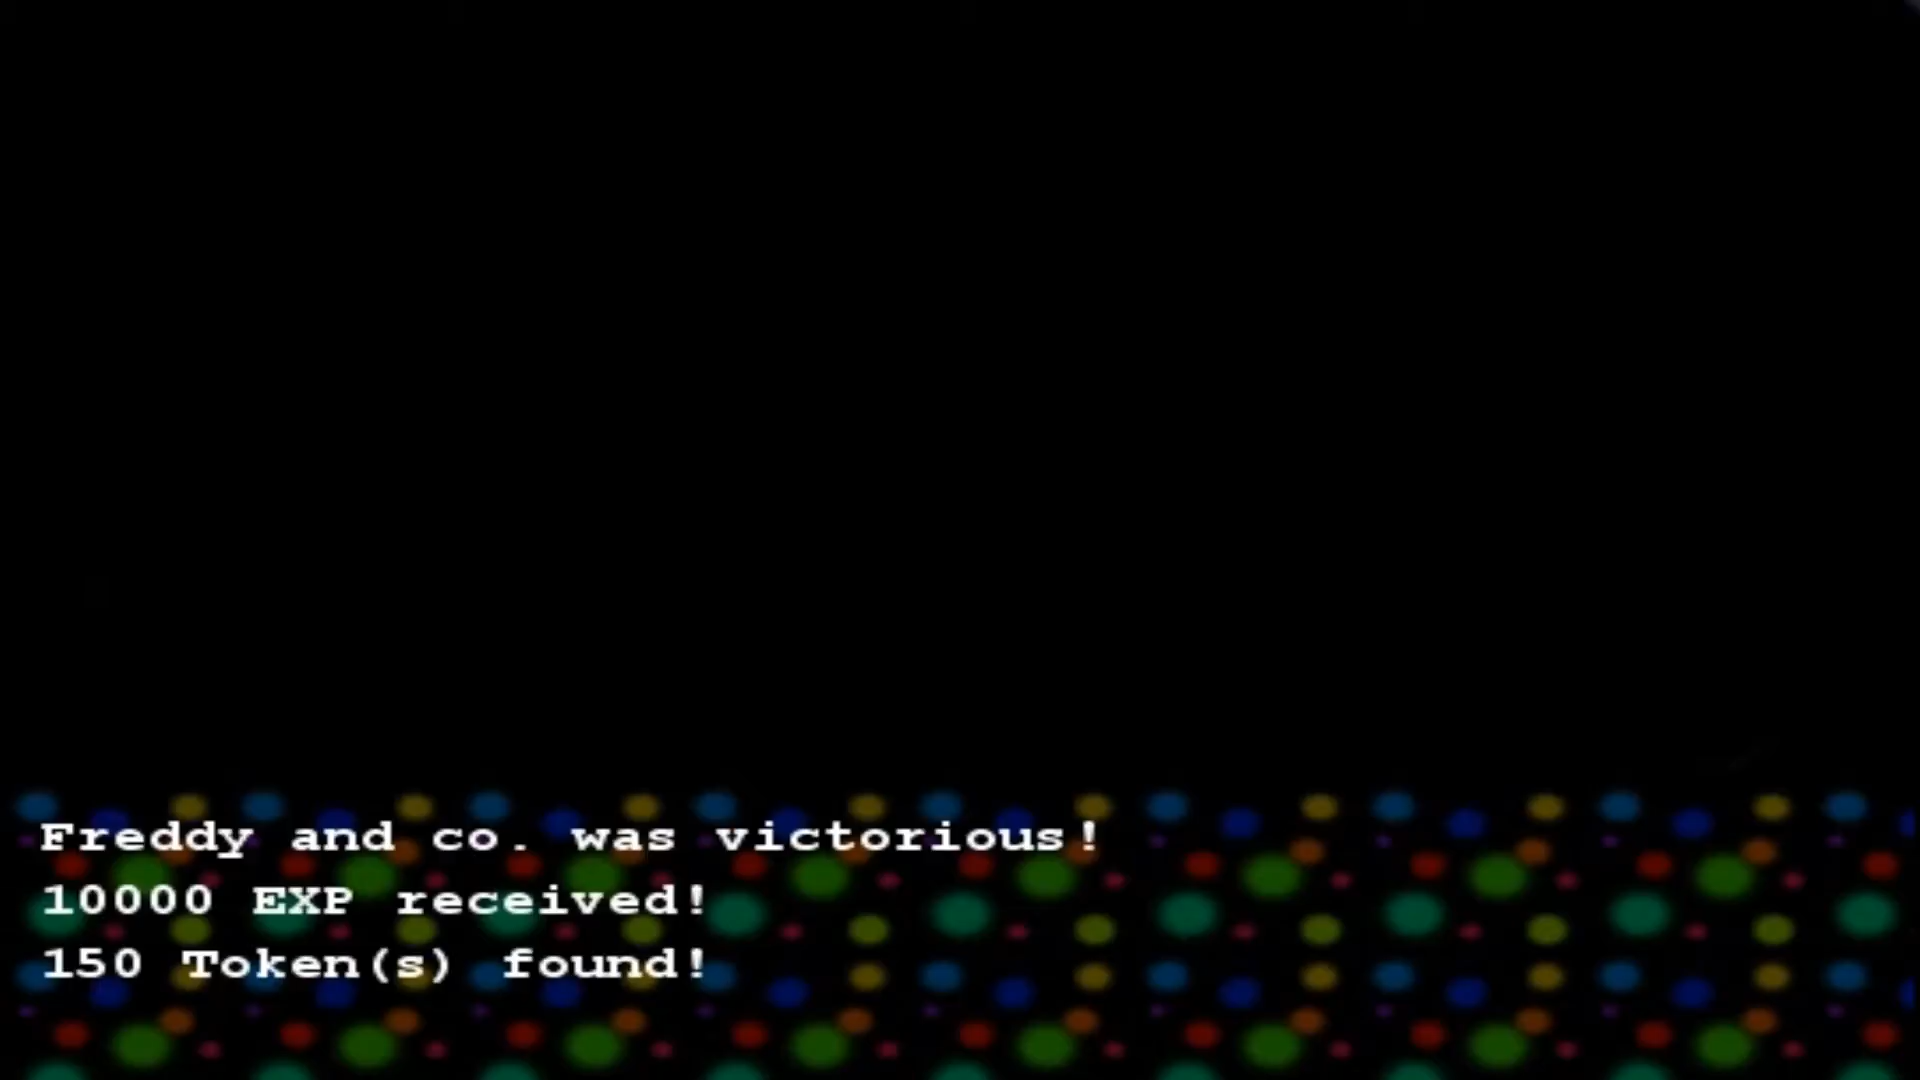 Freddy and co. was victorious!
10000 EXP received!
150 Token(s) found!